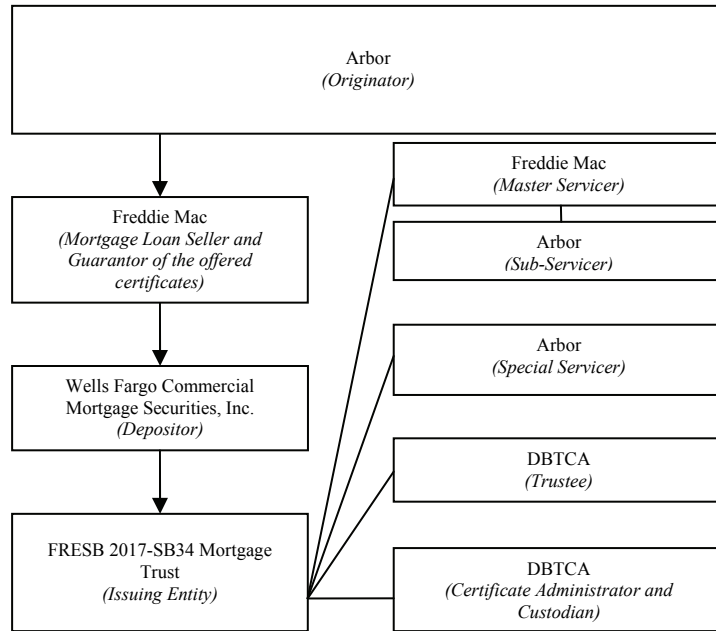 Arbor
(Originator)
Freddie Mac
(Mortgage Loan Seller and
Guarantor of the offered
certificates)
Wells Fargo Commercial
Mortgage Securities, Inc.
(Depositor)
FRESB 2017-SB34 Mortgage
Trust
(Issuing Entity)
Freddie Mac
(Master Servicer)
Arbor
(Sub-Servicer)
Arbor
(Special Servicer)
DBTCA
(Trustee)
DBTCA
(Certificate Administrator and
Custodian)